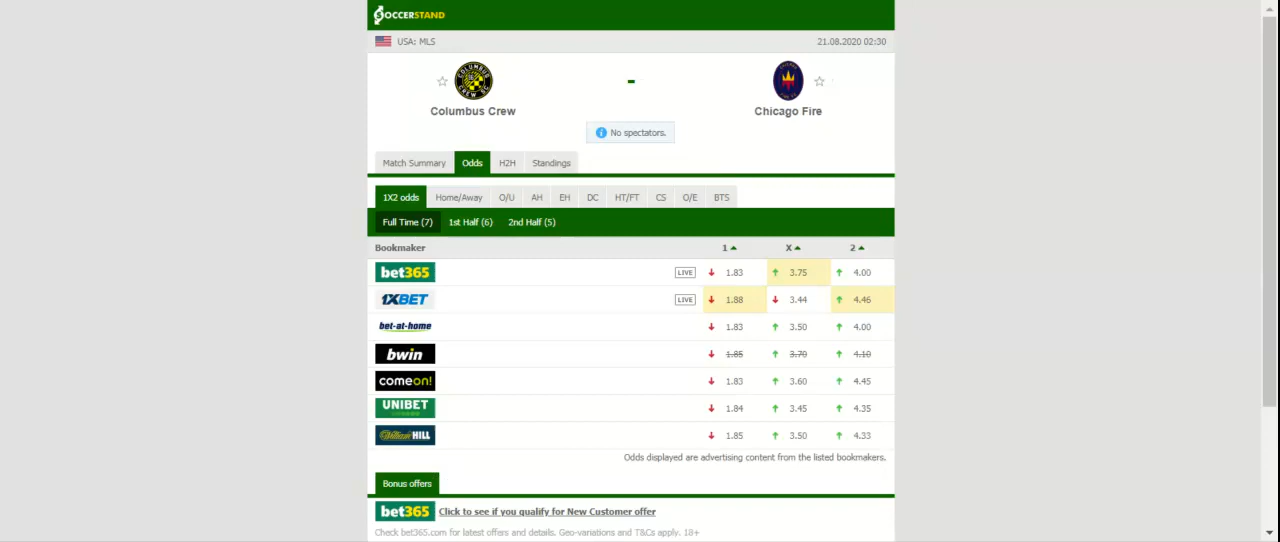 SOCCERSTAND
USA: MLS 21.08.2020 02:30
-
Columbus Crew Chicago Fire
No spectators.
Match Summary Odds H2H Standings
1X2 odds Home/Away O/U AH EH DC HT/FT CS O/E BTS
Full Time (7) 1st Half (6) 2nd Half (5)
Bookmaker 1 X 2
bet365 LIVE 1.83 3.75 4.00
1XBET LIVE 1.88 3.44 4.46
bet-at-home 1.83 3.50 4.00
bwin 1.85 3.70 4.10
comeon! 1.83 3.60 4.45
UNIBET 1.84 3.45 4.35
William HILL 1.85 3.50 4.33
Odds displayed are advertising content from the listed bookmakers.
Bonus offers
bet365 Click to see if you qualify for New Customer offer
Check bet365.com for latest offers and details. Geo-variations and T&Cs apply. 18+